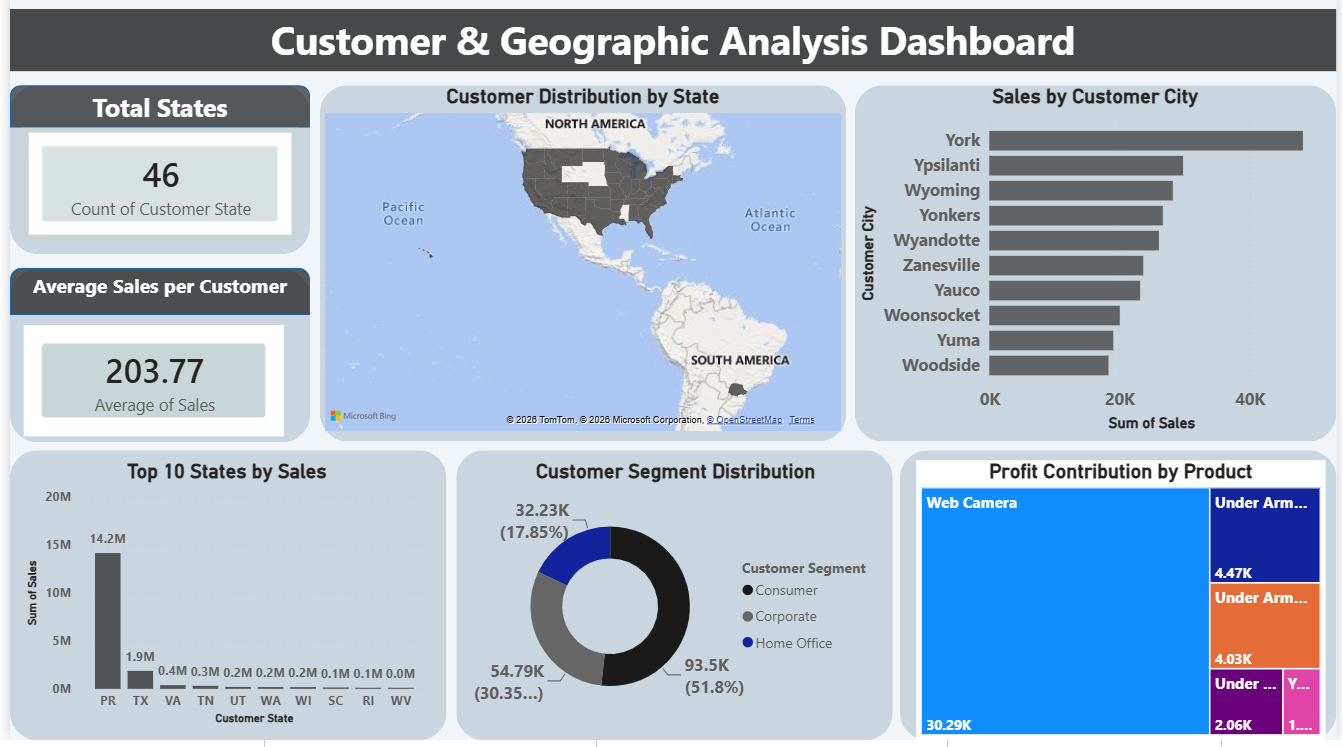 Customer & Geographic Analysis Dashboard
Total States
46
Count of Customer State
Average Sales per Customer
203.77
Average of Sales
Customer Distribution by State
NORTH AMERICA
Pacific
Ocean
Atlantic
Ocean
SOUTH AMERICA
Microsoft Bing
© 2026 TomTom, © 2026 Microsoft Corporation, © OpenStreetMap Terms
Sales by Customer City
Customer City
York
Ypsilanti
Wyoming
Yonkers
Wyandotte
Zanesville
Yauco
Woonsocket
Yuma
Woodside
0K 20K 40K
Sum of Sales
Top 10 States by Sales
Sum of Sales
20M
15M
10M
5M
0M
14.2M 1.9M 0.4M 0.3M 0.2M 0.2M 0.2M 0.1M 0.1M 0.0M
PR TX VA TN UT WA WI SC RI WV
Customer State
Customer Segment Distribution
32.23K
(17.85%)
54.79K
(30.35...)
93.5K
(51.8%)
Customer Segment
Consumer
Corporate
Home Office
Profit Contribution by Product
Web Camera
30.29K
Under Arm...
4.47K
Under Arm...
4.03K
Under ...
2.06K
Y...
1....